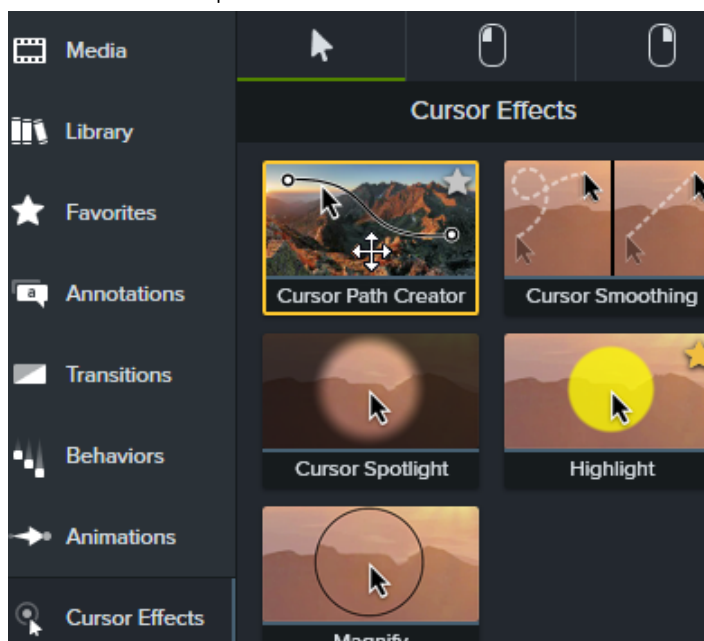 Media
Library
Favorites
a
Annotations
Transitions
Behaviors
Animations
Cursor Effects
Cursor Effects
Cursor Path Creator
Cursor Smoothing
Cursor Spotlight
Highlight
Magnify